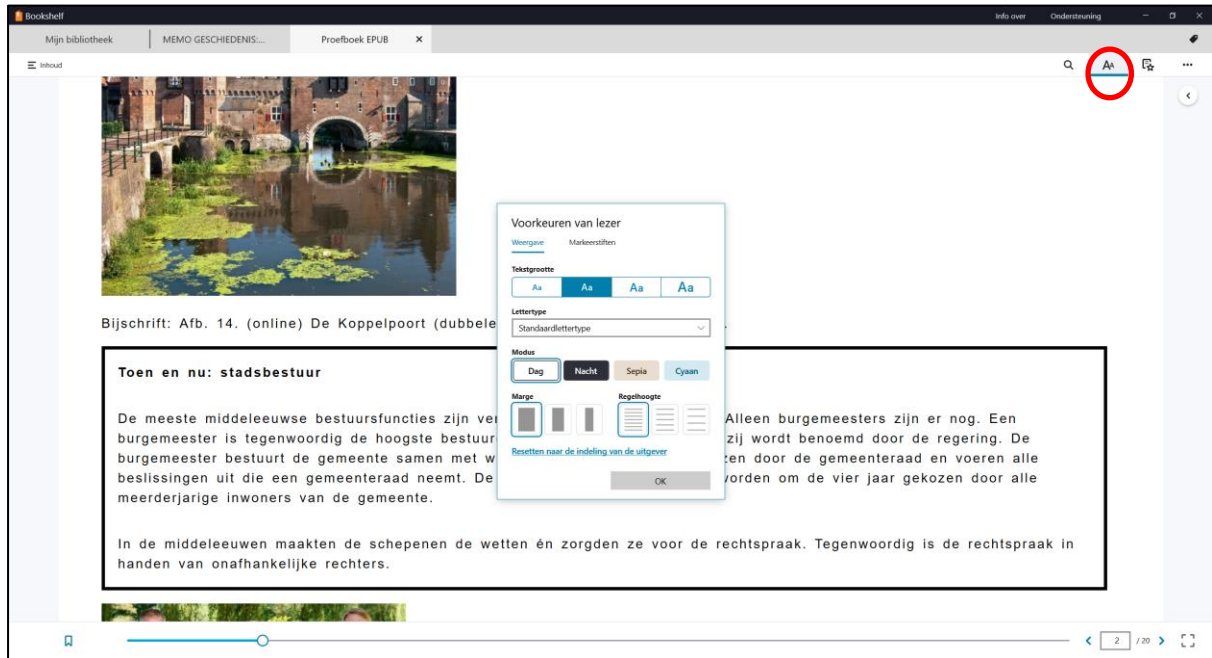 Bookshelf
Info over
Ondersteuning
Mijn bibliotheek
MEMO GESCHIEDENIS:...
Proefboek EPUB
Inhoud
AA
Bijschrift: Afb. 14. (online) De Koppelpoort (dubbele
Toen en nu: stadsbestuur
De meeste middeleeuwse bestuursfuncties zijn ver
Alleen burgemeesters zijn er nog. Een
burgemeester is tegenwoordig de hoogste bestuur
zij wordt benoemd door de regering. De
burgemeester bestuurt de gemeente samen met w
zen door de gemeenteraad en voeren alle
beslissingen uit die een gemeenteraad neemt. De
vorden om de vier jaar gekozen door alle
meerderjarige inwoners van de gemeente.
In de middeleeuwen maakten de schepenen de wetten én zorgden ze voor de rechtspraak. Tegenwoordig is de rechtspraak in
handen van onafhankelijke rechters.
Voorkeuren van lezer
Weergave
Markeerstiften
Tekstgrootte
Aa Aa Aa Aa
Lettertype
Standaardlettertype
Modus
Dag Nacht Sepia Cyaan
Marge
Regelhoogte
Resetten naar de indeling van de uitgever
OK
2 / 20